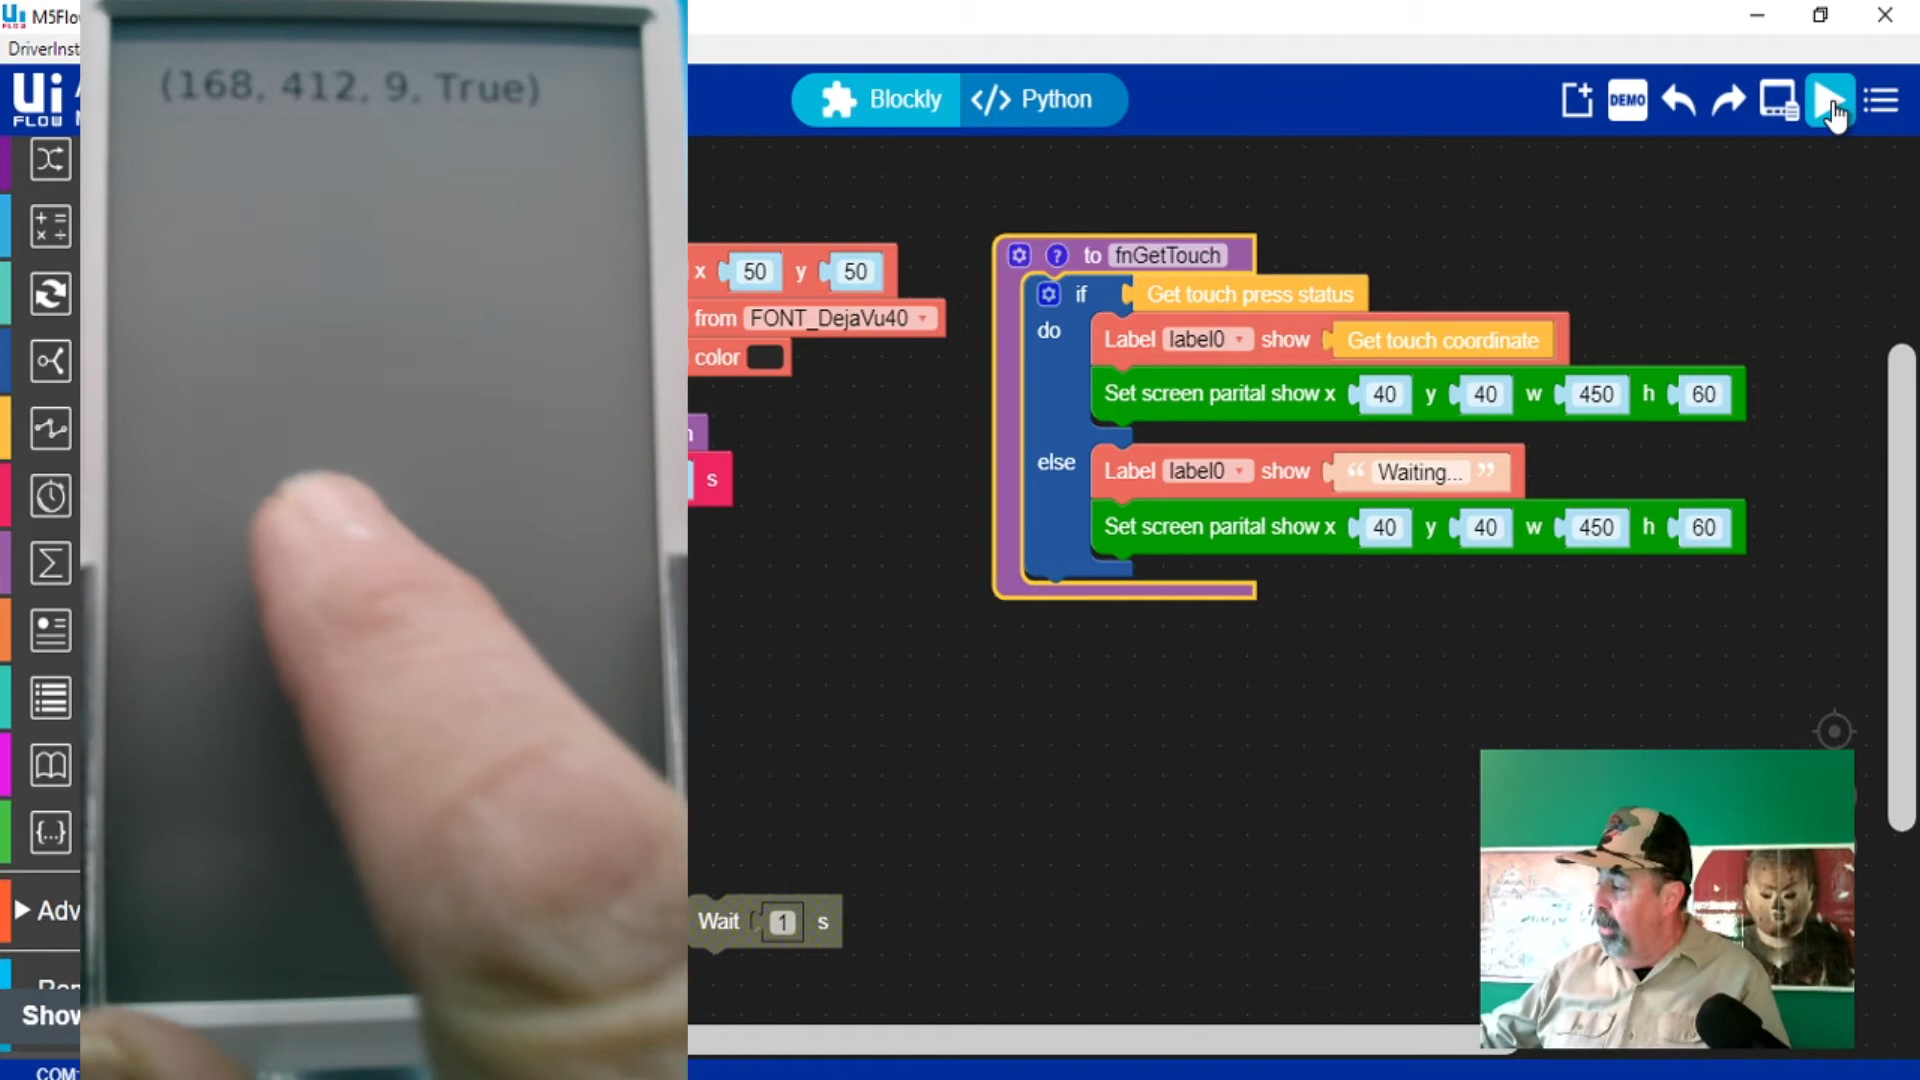 M5Flo
DriverInst
Ui
FLOW
Blockly
</> Python
DEMO
(168, 412, 9, True)
x 50 y 50
from FONT_DejaVu40
color
s
Wait 1 s
? to fnGetTouch
if Get touch press status
do Label label0 show Get touch coordinate
Set screen parital show x 40 y 40 w 450 h 60
else Label label0 show “ Waiting... ”
Set screen parital show x 40 y 40 w 450 h 60
Adv
Show
COM